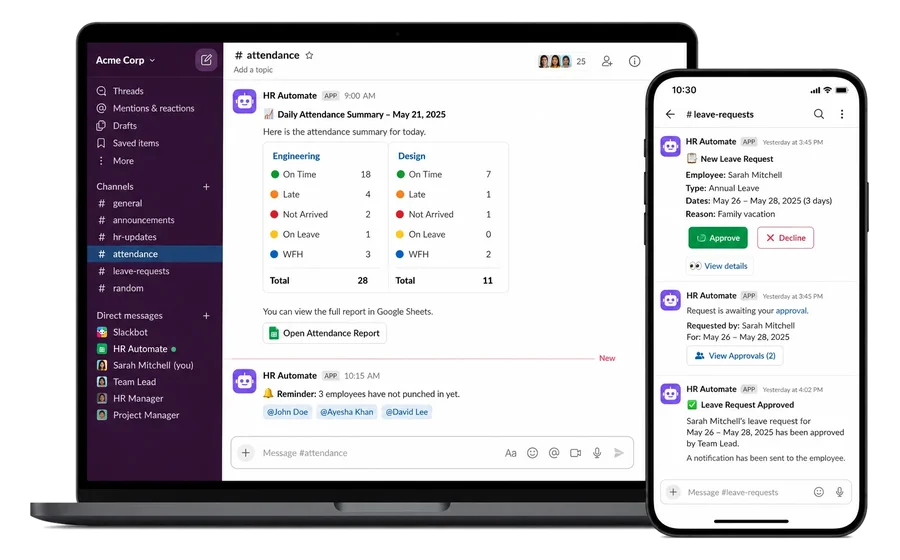 Acme Corp
Threads
Mentions & reactions
Drafts
Saved items
More
Channels
# general
# announcements
# hr-updates
# attendance
# leave-requests
# random
Direct messages
Slackbot
HR Automate
Sarah Mitchell (you)
Team Lead
HR Manager
Project Manager
# attendance
Add a topic
25
HR Automate APP 9:00 AM
Daily Attendance Summary – May 21, 2025
Here is the attendance summary for today.
Engineering
On Time 18
Late 4
Not Arrived 2
On Leave 1
WFH 3
Total 28
Design
On Time 7
Late 1
Not Arrived 1
On Leave 0
WFH 2
Total 11
You can view the full report in Google Sheets.
Open Attendance Report
New
HR Automate APP 10:15 AM
Reminder: 3 employees have not punched in yet.
@John Doe @Ayesha Khan @David Lee
Message #attendance
Aa
10:30
# leave-requests
HR Automate APP Yesterday at 3:45 PM
New Leave Request
Employee: Sarah Mitchell
Type: Annual Leave
Dates: May 26 – May 28, 2025 (3 days)
Reason: Family vacation
Approve
Decline
View details
HR Automate APP Yesterday at 3:45 PM
Request is awaiting your approval.
Requested by: Sarah Mitchell
For: May 26 – May 28, 2025
View Approvals (2)
HR Automate APP Yesterday at 4:02 PM
Leave Request Approved
Sarah Mitchell's leave request for
May 26 – May 28, 2025 has been approved
by Team Lead.
A notification has been sent to the employee.
Message #leave-requests